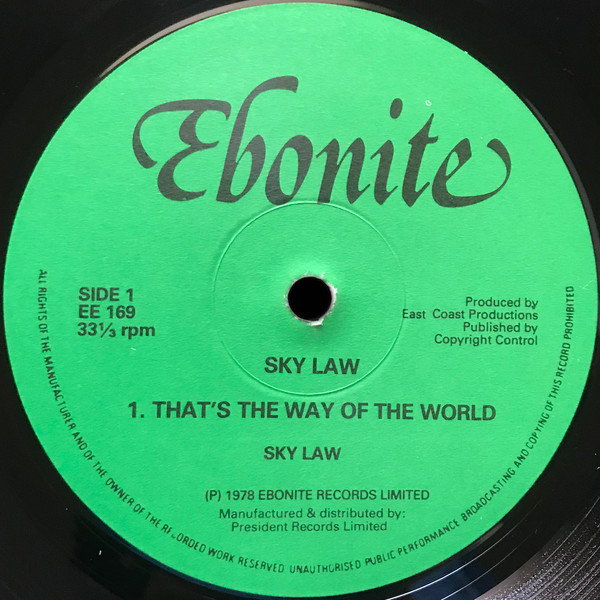 Ebonite
SIDE 1
EE 169
33⅓ rpm
Produced by
East Coast Productions
Published by
Copyright Control
SKY LAW
1. THAT'S THE WAY OF THE WORLD
SKY LAW
(P) 1978 EBONITE RECORDS LIMITED
Manufactured & distributed by:
President Records Limited
ALL RIGHTS OF THE MANUFACTURER AND OF THE OWNER OF THE RECORDED WORK RESERVED UNAUTHORISED PUBLIC PERFORMANCE BROADCASTING AND COPYING OF THIS RECORD PROHIBITED